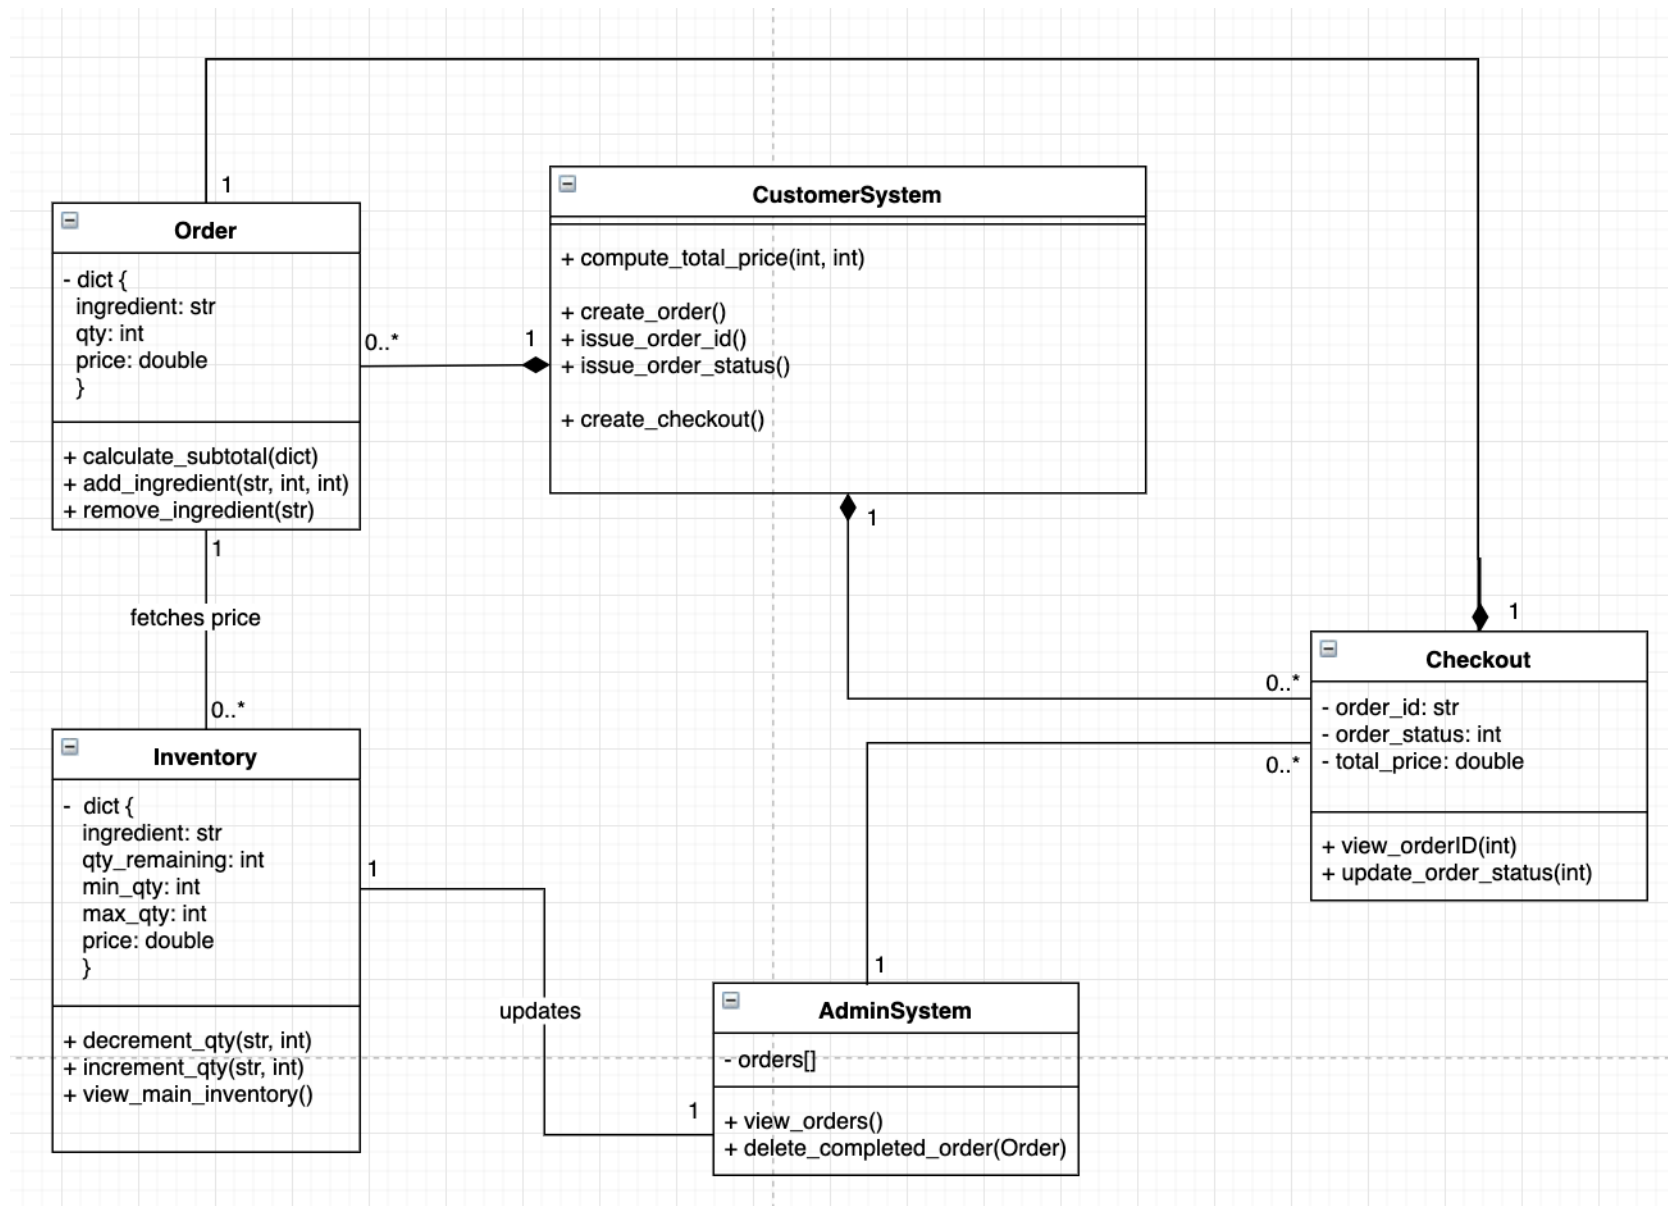 1
Order
- dict {
ingredient: str
qty: int
price: double
}
+ calculate_subtotal(dict)
+ add_ingredient(str, int, int)
+ remove_ingredient(str)
0..*
1
CustomerSystem
+ compute_total_price(int, int)
+ create_order()
+ issue_order_id()
+ issue_order_status()
+ create_checkout()
1
1
fetches price
0..*
1
Checkout
- order_id: str
- order_status: int
- total_price: double
+ view_orderID(int)
+ update_order_status(int)
0..*
0..*
Inventory
- dict {
ingredient: str
qty_remaining: int
min_qty: int
max_qty: int
price: double
}
+ decrement_qty(str, int)
+ increment_qty(str, int)
+ view_main_inventory()
1
updates
1
1
AdminSystem
- orders[]
+ view_orders()
+ delete_completed_order(Order)